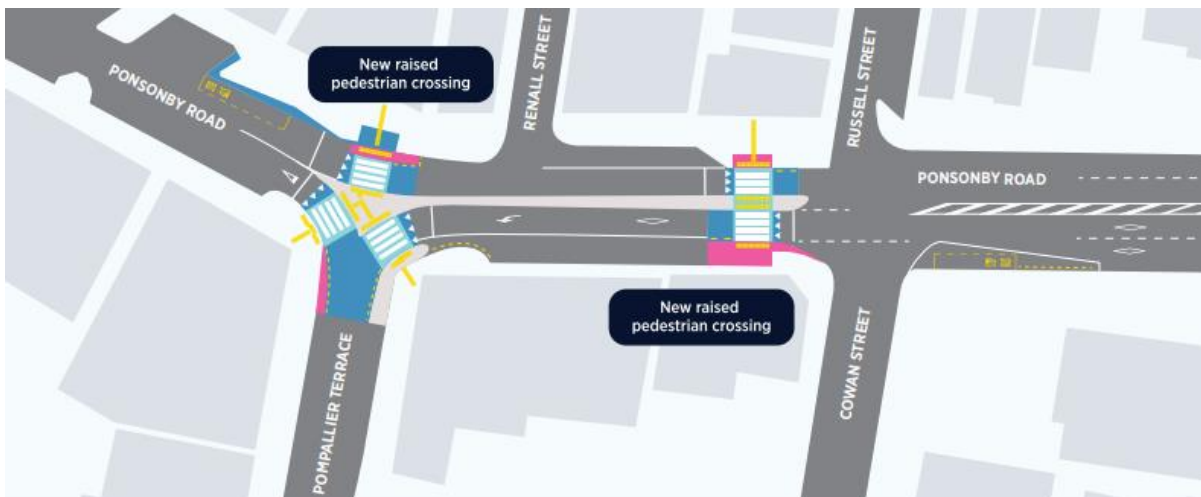 PONSONBY ROAD
New raised
pedestrian crossing
RENALL STREET
RUSSELL STREET
PONSONBY ROAD
New raised
pedestrian crossing
POMPALLIER TERRACE
COWAN STREET